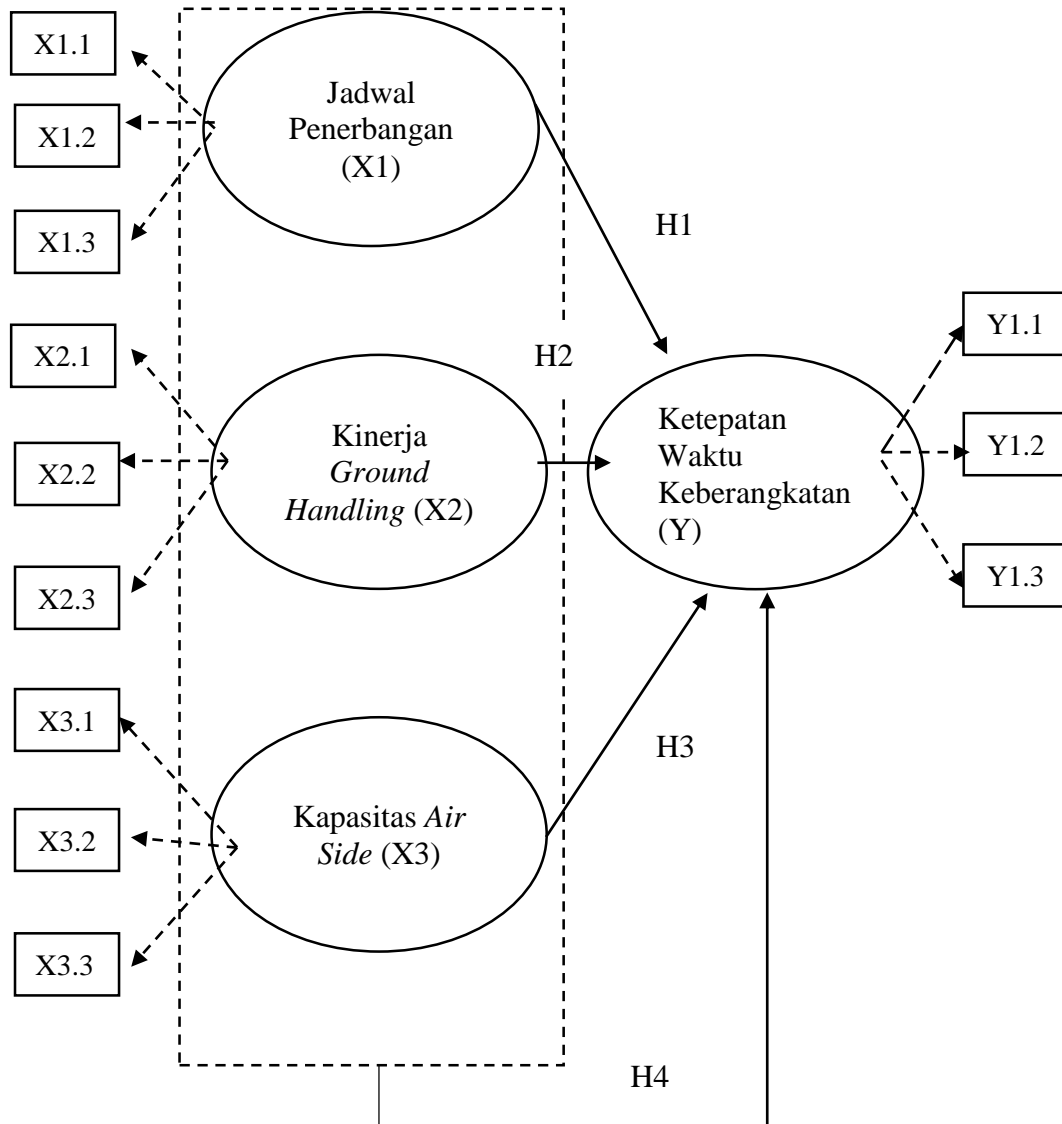 X1.1
X1.2
X1.3
Jadwal
Penerbangan
(X1)
H1
X2.1
X2.2
X2.3
Kinerja
Ground
Handling (X2)
H2
Ketepatan
Waktu
Keberangkatan
(Y)
Y1.1
Y1.2
Y1.3
X3.1
X3.2
X3.3
Kapasitas Air
Side (X3)
H3
H4